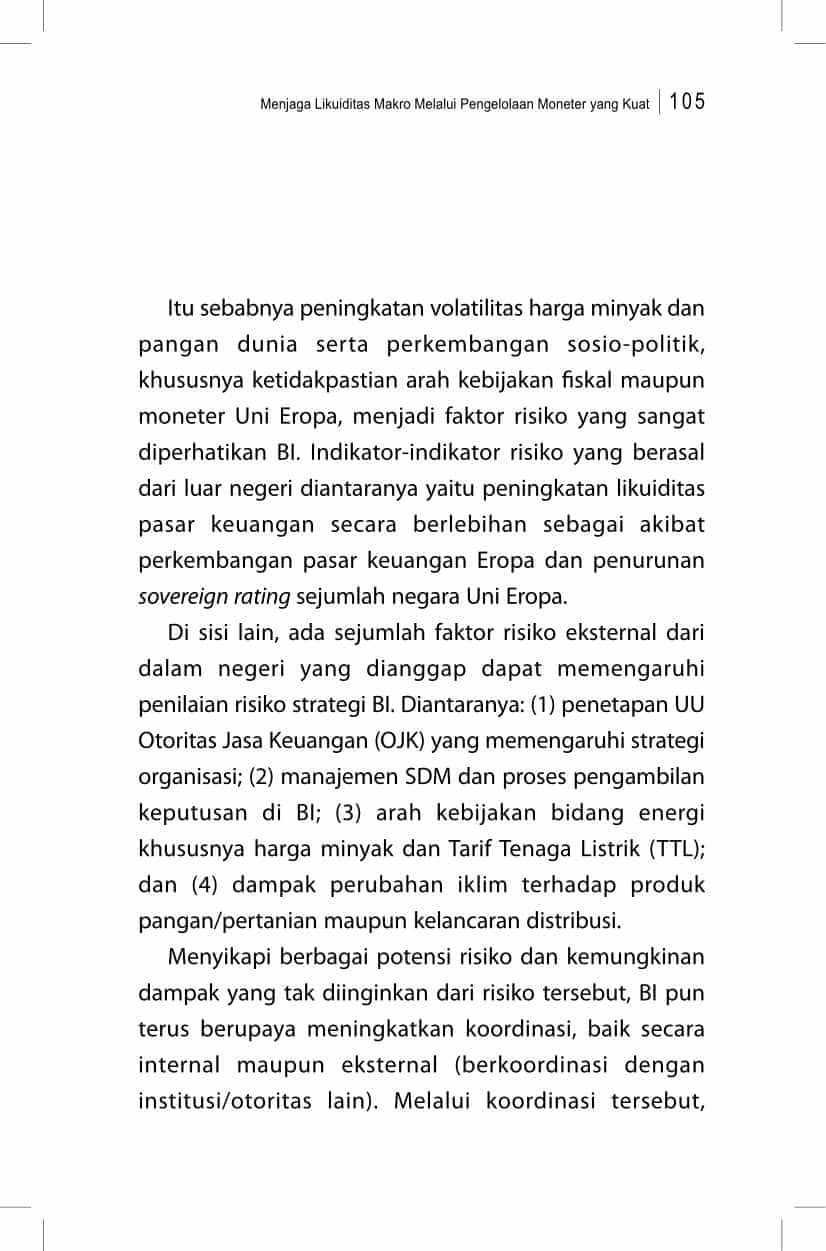 Menjaga Likuiditas Makro Melalui Pengelolaan Moneter yang Kuat 105
Itu sebabnya peningkatan volatilitas harga minyak dan
pangan dunia serta perkembangan sosio-politik,
khususnya ketidakpastian arah kebijakan fiskal maupun
moneter Uni Eropa, menjadi faktor risiko yang sangat
diperhatikan BI. Indikator-indikator risiko yang berasal
dari luar negeri diantaranya yaitu peningkatan likuiditas
pasar keuangan secara berlebihan sebagai akibat
perkembangan pasar keuangan Eropa dan penurunan
sovereign rating sejumlah negara Uni Eropa.
Di sisi lain, ada sejumlah faktor risiko eksternal dari
dalam negeri yang dianggap dapat memengaruhi
penilaian risiko strategi BI. Diantaranya: (1) penetapan UU
Otoritas Jasa Keuangan (OJK) yang memengaruhi strategi
organisasi; (2) manajemen SDM dan proses pengambilan
keputusan di BI; (3) arah kebijakan bidang energi
khususnya harga minyak dan Tarif Tenaga Listrik (TTL);
dan (4) dampak perubahan iklim terhadap produk
pangan/pertanian maupun kelancaran distribusi.
Menyikapi berbagai potensi risiko dan kemungkinan
dampak yang tak diinginkan dari risiko tersebut, BI pun
terus berupaya meningkatkan koordinasi, baik secara
internal maupun eksternal (berkoordinasi dengan
institusi/otoritas lain). Melalui koordinasi tersebut,